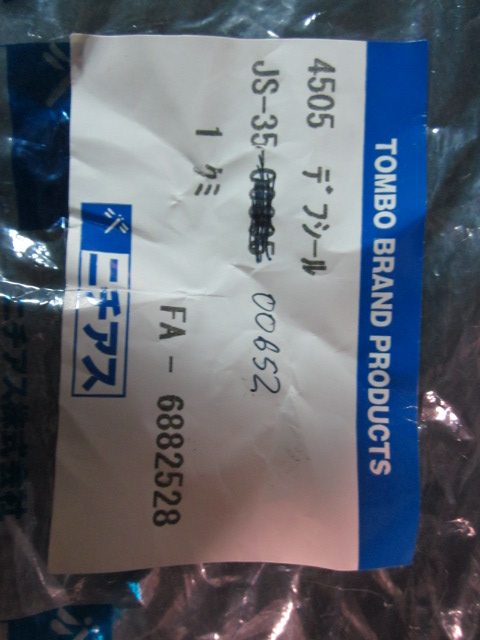 TOMBO BRAND PRODUCTS
4505 デブシール
JS-35- 00652
1 クミ
FA - 6882528
ニチアス